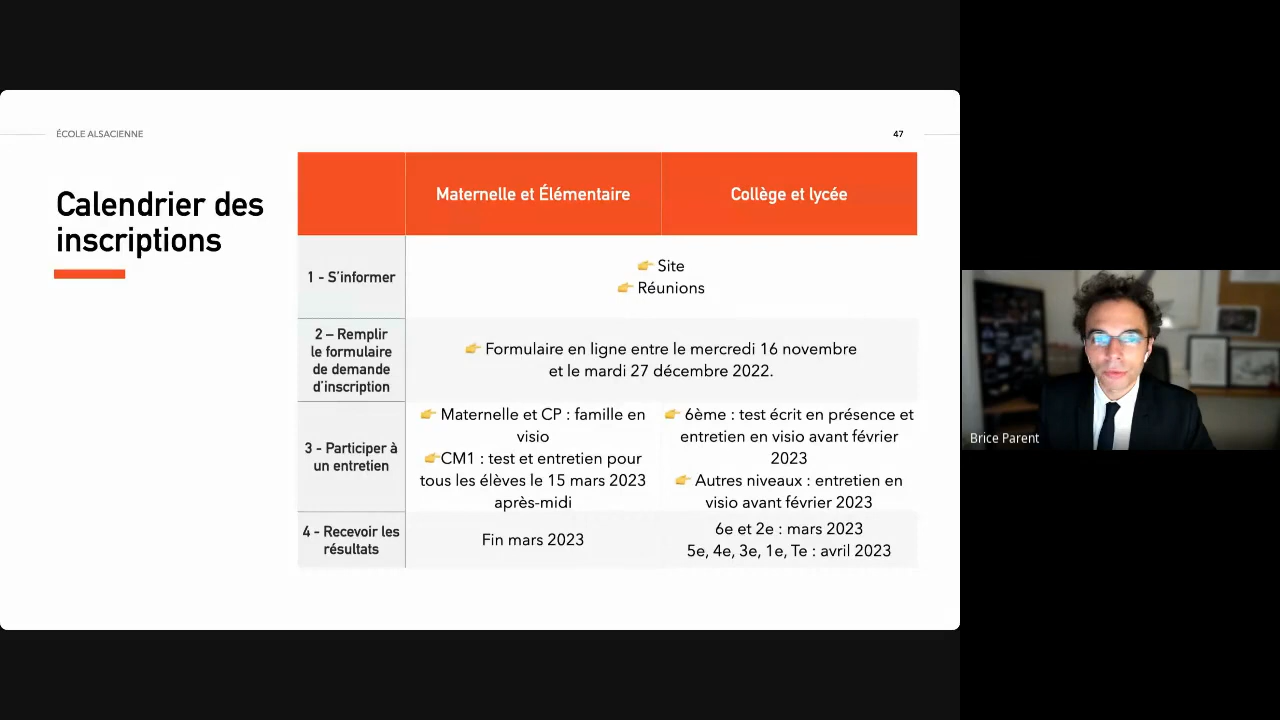 ÉCOLE ALSACIENNE
47
Calendrier des
inscriptions
Maternelle et Élémentaire
Collège et lycée
1 - S'informer
👉 Site
👉 Réunions
2 – Remplir
le formulaire
de demande
d'inscription
👉 Formulaire en ligne entre le mercredi 16 novembre
et le mardi 27 décembre 2022.
3 - Participer à
un entretien
👉 Maternelle et CP : famille en
visio
👉CM1 : test et entretien pour
tous les élèves le 15 mars 2023
après-midi
👉 6ème : test écrit en présence et
entretien en visio avant février
2023
👉 Autres niveaux : entretien en
visio avant février 2023
4 - Recevoir les
résultats
Fin mars 2023
6e et 2e : mars 2023
5e, 4e, 3e, 1e, Te : avril 2023
Brice Parent